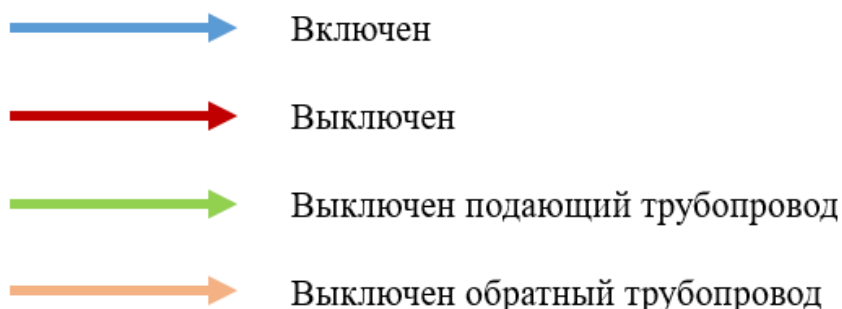 Включен
Выключен
Выключен подающий трубопровод
Выключен обратный трубопровод